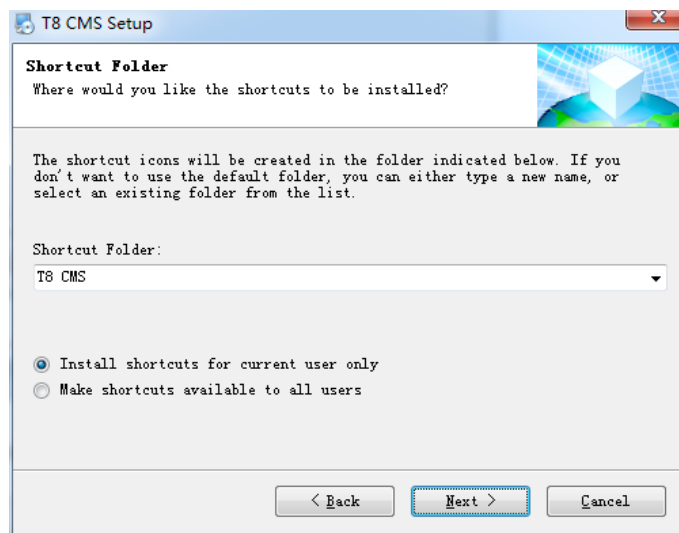 T8 CMS Setup
Shortcut Folder
Where would you like the shortcuts to be installed?
The shortcut icons will be created in the folder indicated below. If you
don't want to use the default folder, you can either type a new name, or
select an existing folder from the list.
Shortcut Folder:
T8 CMS
Install shortcuts for current user only
Make shortcuts available to all users
< Back Next > Cancel